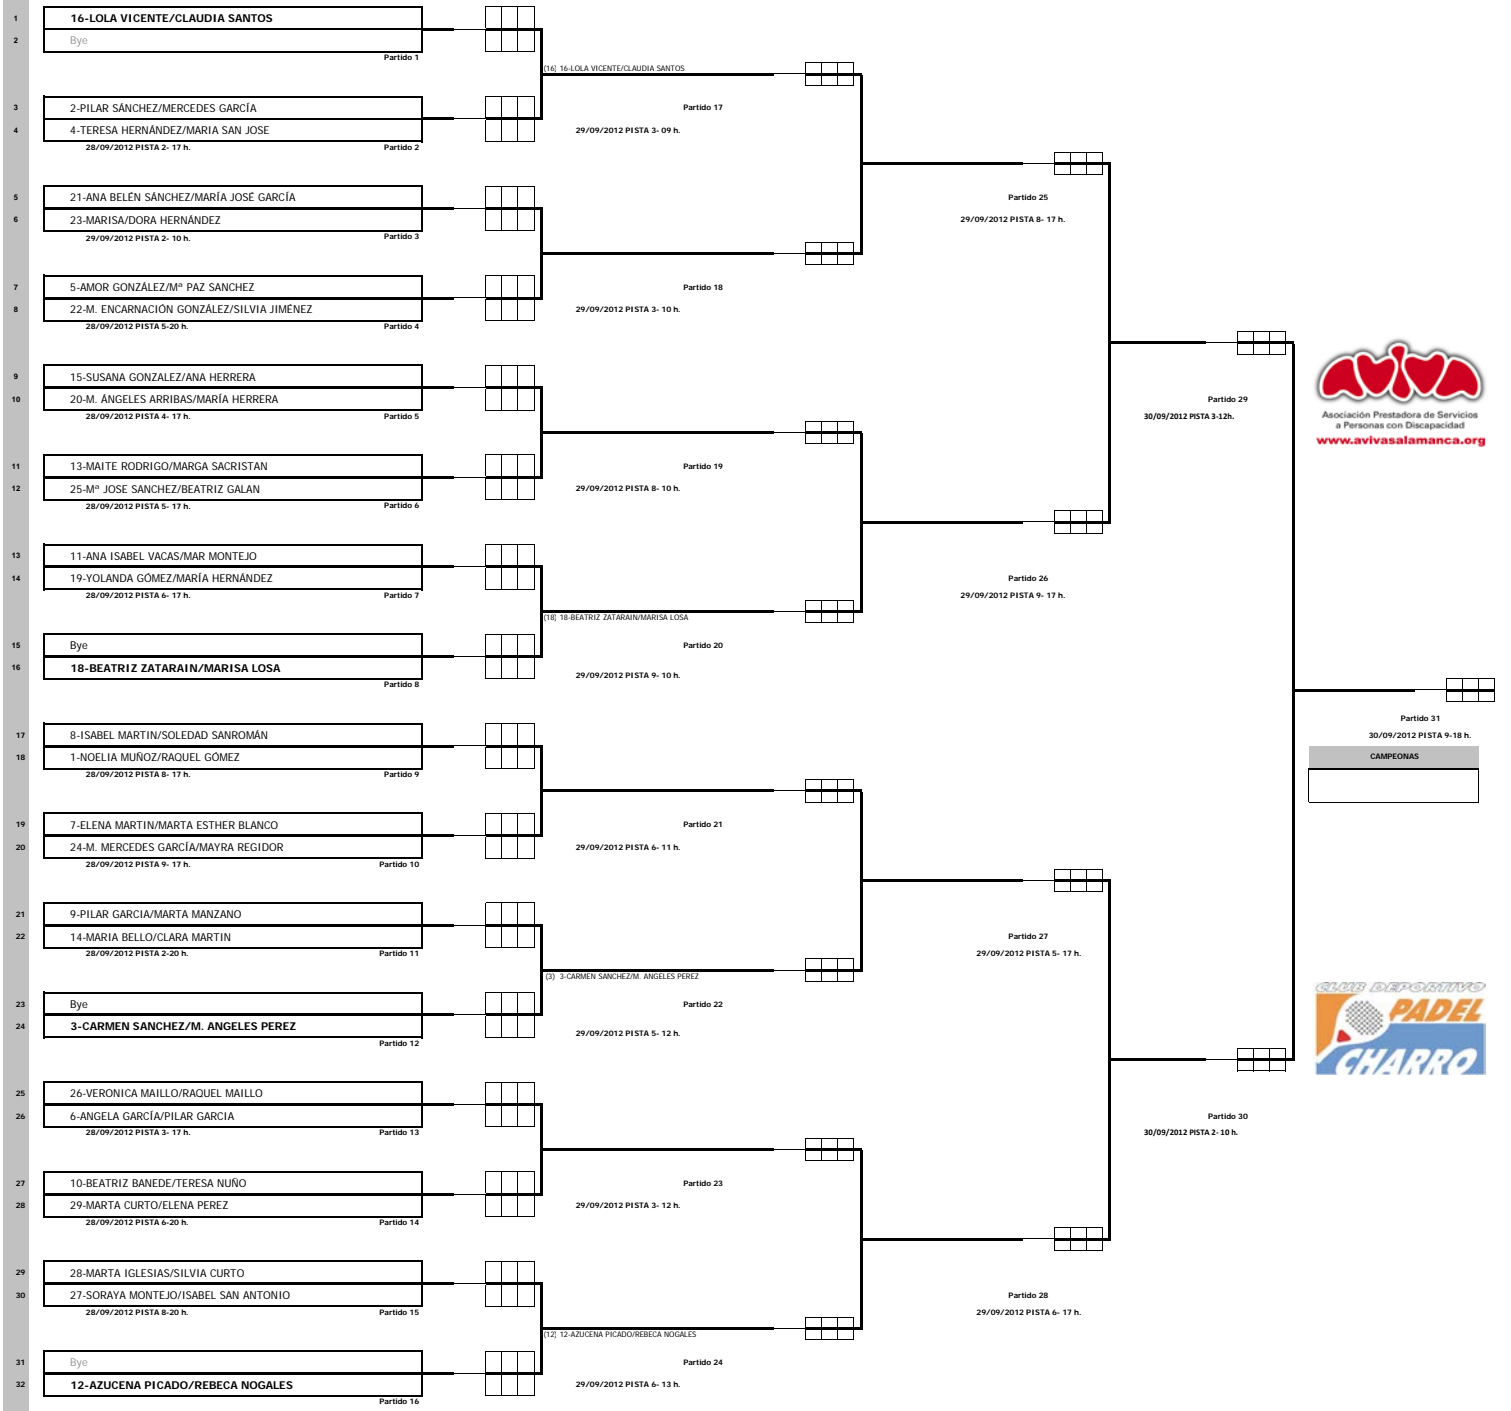 1 16-LOLA VICENTE/CLAUDIA SANTOS
2 Bye
Partido 1
(16) 16-LOLA VICENTE/CLAUDIA SANTOS
3 2-PILAR SÁNCHEZ/MERCEDES GARCÍA
Partido 17
4 4-TERESA HERNÁNDEZ/MARIA SAN JOSE
29/09/2012 PISTA 3- 09 h.
28/09/2012 PISTA 2- 17 h. Partido 2
5 21-ANA BELÉN SÁNCHEZ/MARÍA JOSÉ GARCÍA
Partido 25
6 23-MARISA/DORA HERNÁNDEZ
29/09/2012 PISTA 8- 17 h.
29/09/2012 PISTA 2- 10 h. Partido 3
7 5-AMOR GONZÁLEZ/Mª PAZ SANCHEZ
Partido 18
8 22-M. ENCARNACIÓN GONZÁLEZ/SILVIA JIMÉNEZ
29/09/2012 PISTA 3- 10 h.
28/09/2012 PISTA 5-20 h. Partido 4
9 15-SUSANA GONZALEZ/ANA HERRERA
10 20-M. ÁNGELES ARRIBAS/MARÍA HERRERA
Partido 29
28/09/2012 PISTA 4- 17 h. Partido 5
30/09/2012 PISTA 3-12h.
aviva
Asociación Prestadora de Servicios
a Personas con Discapacidad
www.avivasalamanca.org
11 13-MAITE RODRIGO/MARGA SACRISTAN
Partido 19
12 25-Mª JOSE SANCHEZ/BEATRIZ GALAN
29/09/2012 PISTA 8- 10 h.
28/09/2012 PISTA 5- 17 h. Partido 6
13 11-ANA ISABEL VACAS/MAR MONTEJO
14 19-YOLANDA GÓMEZ/MARÍA HERNÁNDEZ
Partido 26
28/09/2012 PISTA 6- 17 h. Partido 7
29/09/2012 PISTA 9- 17 h.
(18) 18-BEATRIZ ZATARAIN/MARISA LOSA
15 Bye
Partido 20
16 18-BEATRIZ ZATARAIN/MARISA LOSA
29/09/2012 PISTA 9- 10 h.
Partido 8
Partido 31
17 8-ISABEL MARTIN/SOLEDAD SANROMÁN
30/09/2012 PISTA 9-18 h.
18 1-NOELIA MUÑOZ/RAQUEL GÓMEZ
CAMPEONAS
28/09/2012 PISTA 8- 17 h. Partido 9
19 7-ELENA MARTIN/MARTA ESTHER BLANCO
Partido 21
20 24-M. MERCEDES GARCÍA/MAYRA REGIDOR
29/09/2012 PISTA 6- 11 h.
28/09/2012 PISTA 9- 17 h. Partido 10
21 9-PILAR GARCIA/MARTA MANZANO
22 14-MARIA BELLO/CLARA MARTIN
Partido 27
28/09/2012 PISTA 2-20 h. Partido 11
29/09/2012 PISTA 5- 17 h.
(3) 3-CARMEN SANCHEZ/M. ANGELES PEREZ
CLUB DEPORTIVO
PADEL
CHARRO
23 Bye
Partido 22
24 3-CARMEN SANCHEZ/M. ANGELES PEREZ
29/09/2012 PISTA 5- 12 h.
Partido 12
25 26-VERONICA MAILLO/RAQUEL MAILLO
26 6-ANGELA GARCÍA/PILAR GARCIA
Partido 30
28/09/2012 PISTA 3- 17 h. Partido 13
30/09/2012 PISTA 2- 10 h.
27 10-BEATRIZ BANEDE/TERESA NUÑO
Partido 23
28 29-MARTA CURTO/ELENA PEREZ
29/09/2012 PISTA 3- 12 h.
28/09/2012 PISTA 6-20 h. Partido 14
29 28-MARTA IGLESIAS/SILVIA CURTO
30 27-SORAYA MONTEJO/ISABEL SAN ANTONIO
Partido 28
28/09/2012 PISTA 8-20 h. Partido 15
29/09/2012 PISTA 6- 17 h.
(12) 12-AZUCENA PICADO/REBECA NOGALES
31 Bye
Partido 24
32 12-AZUCENA PICADO/REBECA NOGALES
29/09/2012 PISTA 6- 13 h.
Partido 16